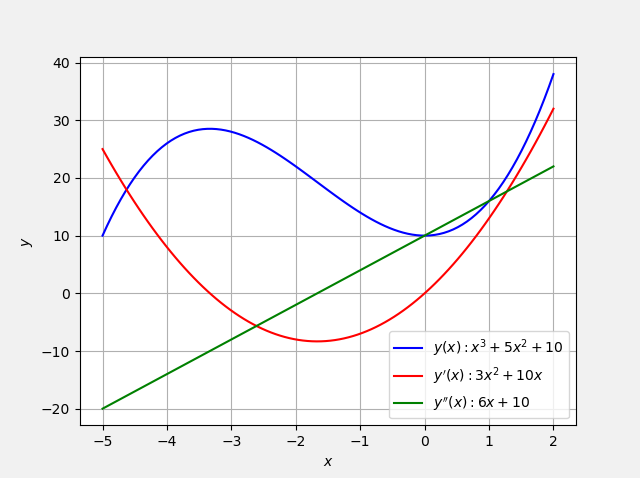 40
30
20
10
0
−10
−20
y
−5 −4 −3 −2 −1 0 1 2
x
y(x) : x³ + 5x² + 10
y′(x) : 3x² + 10x
y″(x) : 6x + 10